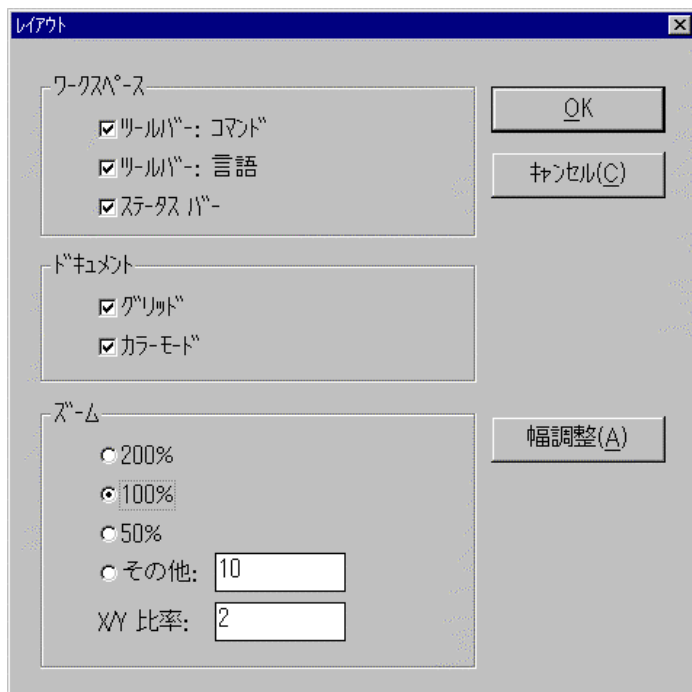 ﾚｲｱｳﾄ
ﾜｰｸｽﾍﾟｰｽ
ﾂｰﾙﾊﾞｰ: ｺﾏﾝﾄﾞ
ﾂｰﾙﾊﾞｰ: 言語
ｽﾃｰﾀｽ ﾊﾞｰ
OK
ｷｬﾝｾﾙ(C)
ﾄﾞｷｭﾒﾝﾄ
ｸﾞﾘｯﾄﾞ
ｶﾗｰﾓｰﾄﾞ
ｽﾞｰﾑ
200%
100%
50%
その他: 10
X/Y 比率: 2
幅調整(A)